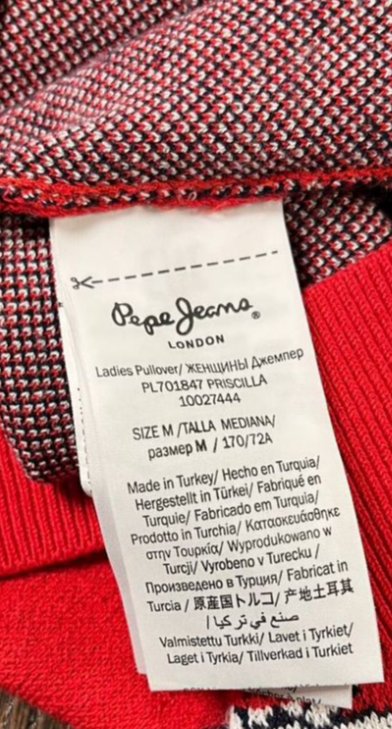 Pepe Jeans®
LONDON
Ladies Pullover/ ЖЕНЩИНЫ Джемпер
PL701847 PRISCILLA
10027444
SIZE M /TALLA MEDIANA/
размер M / 170/72A
Made in Turkey/ Hecho en Turquia/
Hergestellt in Türkei/ Fabriqué en
Turquie/ Fabricado em Turquia/
Prodotto in Turchia/ Κατασκευάσθηκε
στην Τουρκία/ Wyprodukowano w
Turcji/ Vyrobeno v Turecku /
Произведено в Турция/ Fabricat in
Turcia / 原産国トルコ/ 产地土耳其
/ صنع في تركيا
Valmistettu Turkki/ Lavet i Tyrkiet/
Laget i Tyrkia/ Tillverkad i Turkiet